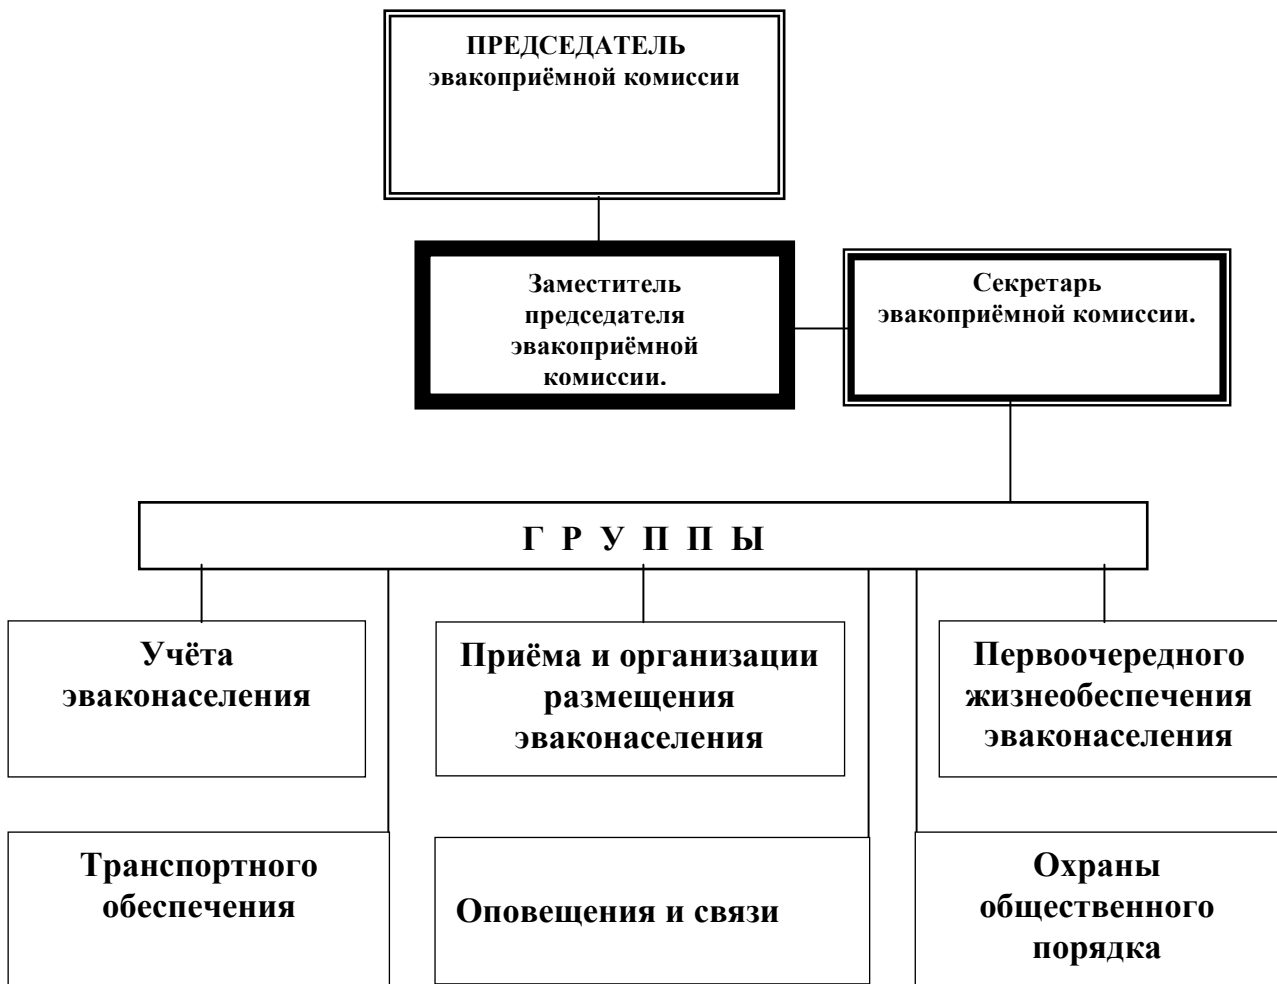 ПРЕДСЕДАТЕЛЬ
эвакоприёмной комиссии
Заместитель
председателя
эвакоприёмной
комиссии.
Секретарь
эвакоприёмной комиссии.
Г Р У П П Ы
Учёта
эваконаселения
Приёма и организации
размещения
эваконаселения
Первоочередного
жизнеобеспечения
эваконаселения
Транспортного
обеспечения
Оповещения и связи
Охраны
общественного
порядка